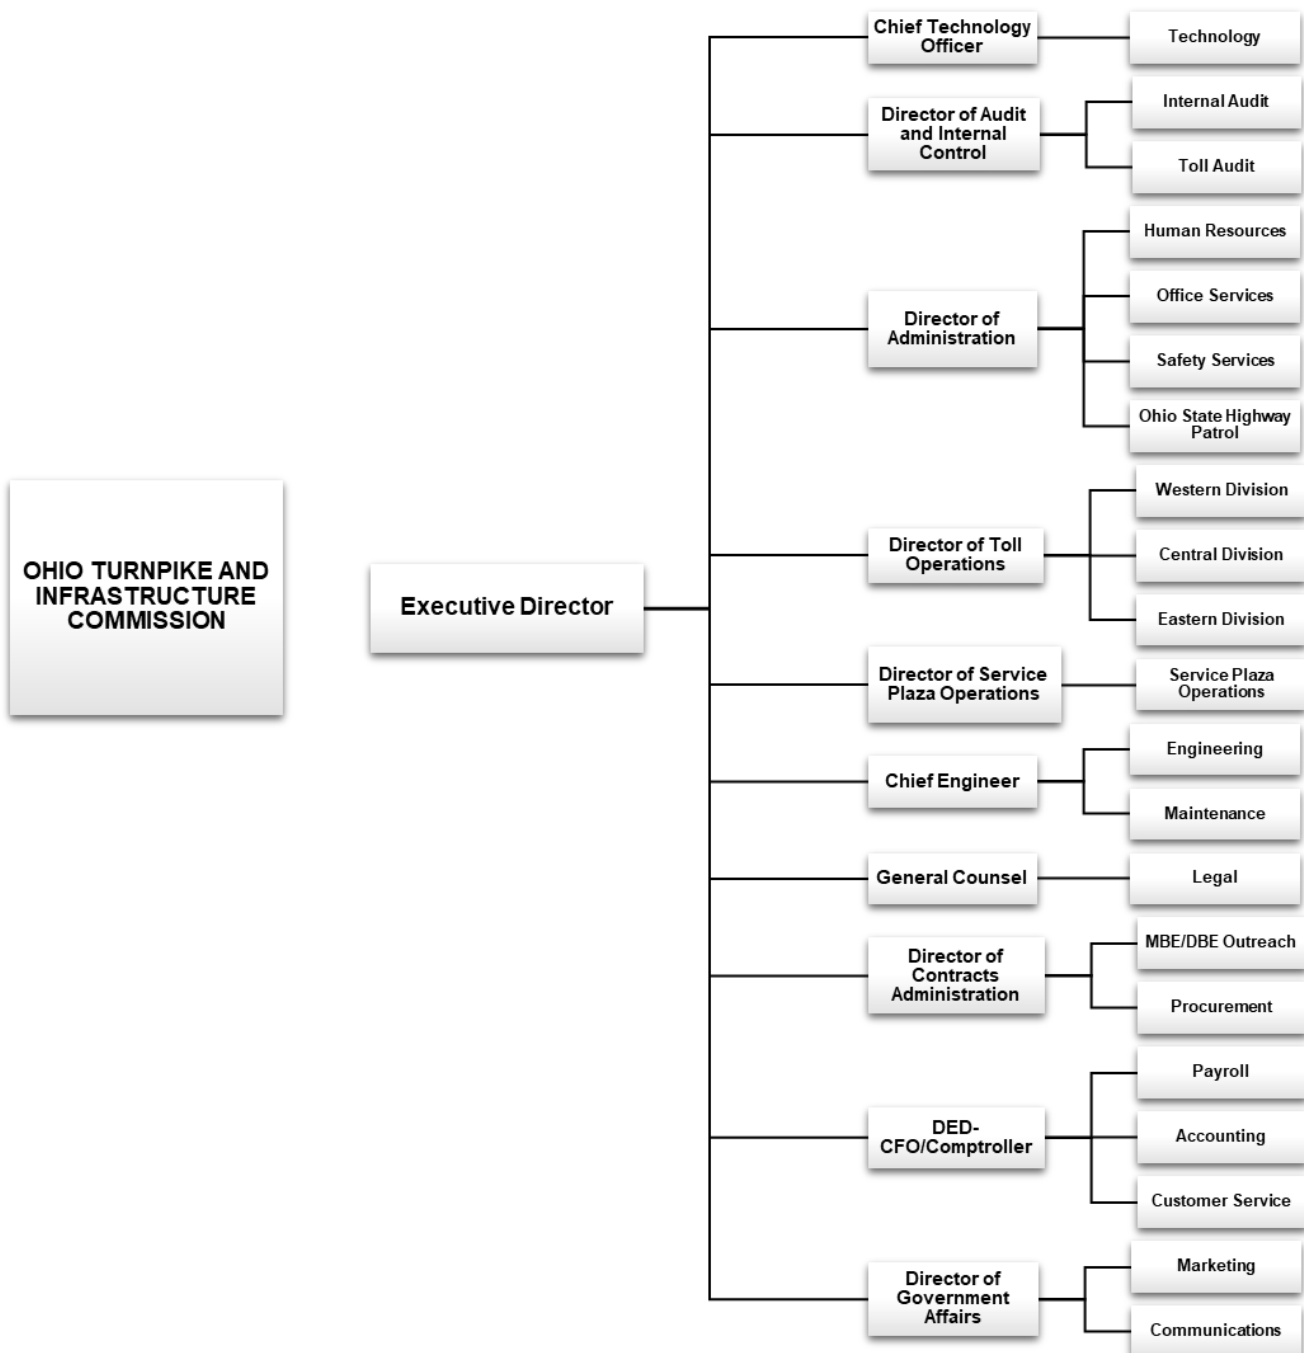 OHIO TURNPIKE AND
INFRASTRUCTURE
COMMISSION
Executive Director
Chief Technology
Officer
Technology
Director of Audit
and Internal
Control
Internal Audit
Toll Audit
Director of
Administration
Human Resources
Office Services
Safety Services
Ohio State Highway
Patrol
Director of Toll
Operations
Western Division
Central Division
Eastern Division
Director of Service
Plaza Operations
Service Plaza
Operations
Chief Engineer
Engineering
Maintenance
General Counsel
Legal
Director of
Contracts
Administration
MBE/DBE Outreach
Procurement
DED-
CFO/Comptroller
Payroll
Accounting
Customer Service
Director of
Government
Affairs
Marketing
Communications